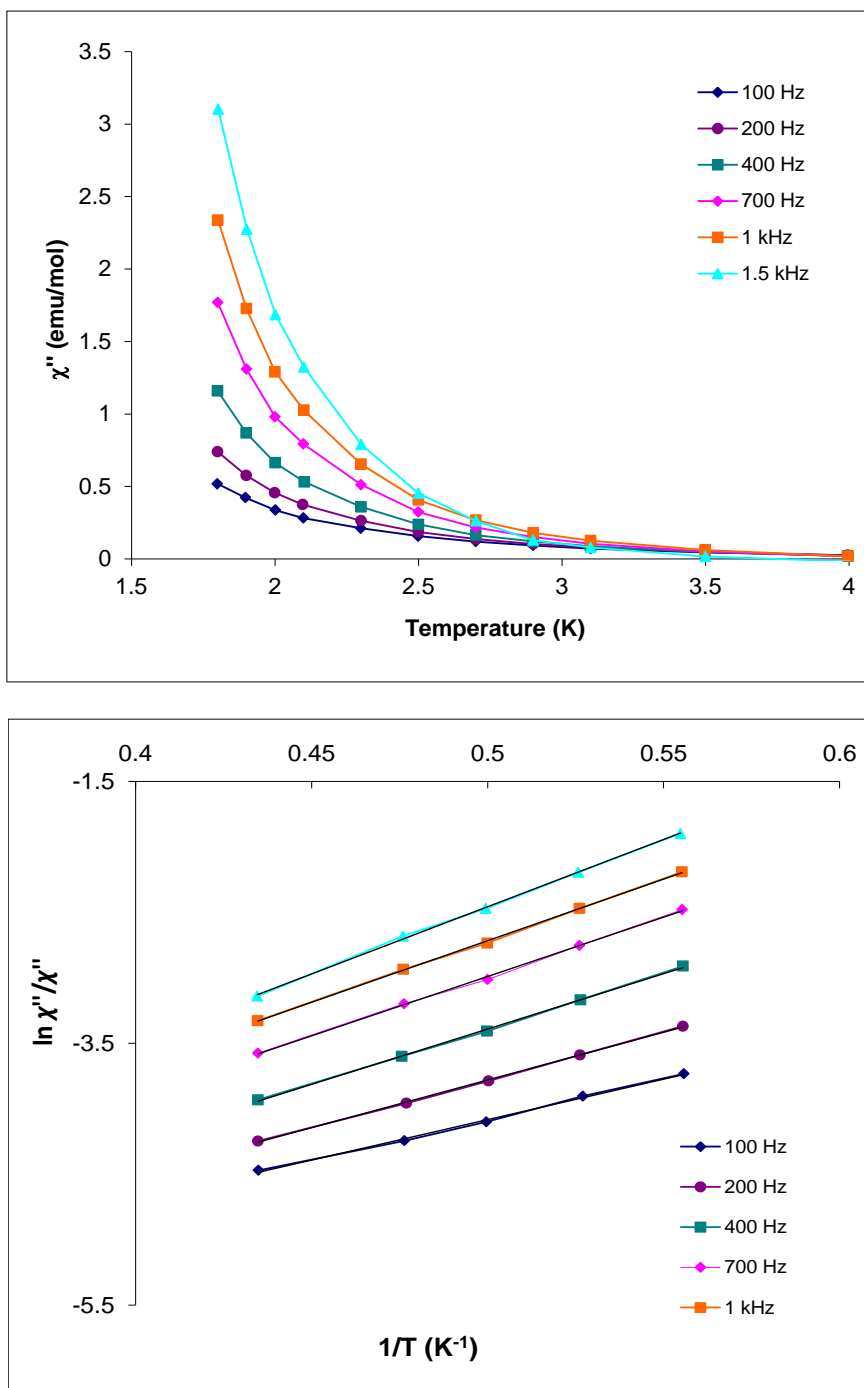 3.5
3
2.5
2
1.5
1
0.5
0
1.5 2 2.5 3 3.5 4
χ" (emu/mol)
Temperature (K)
100 Hz
200 Hz
400 Hz
700 Hz
1 kHz
1.5 kHz
0.4 0.45 0.5 0.55 0.6
-1.5
-3.5
-5.5
ln χ"/χ"
1/T (K⁻¹)
100 Hz
200 Hz
400 Hz
700 Hz
1 kHz